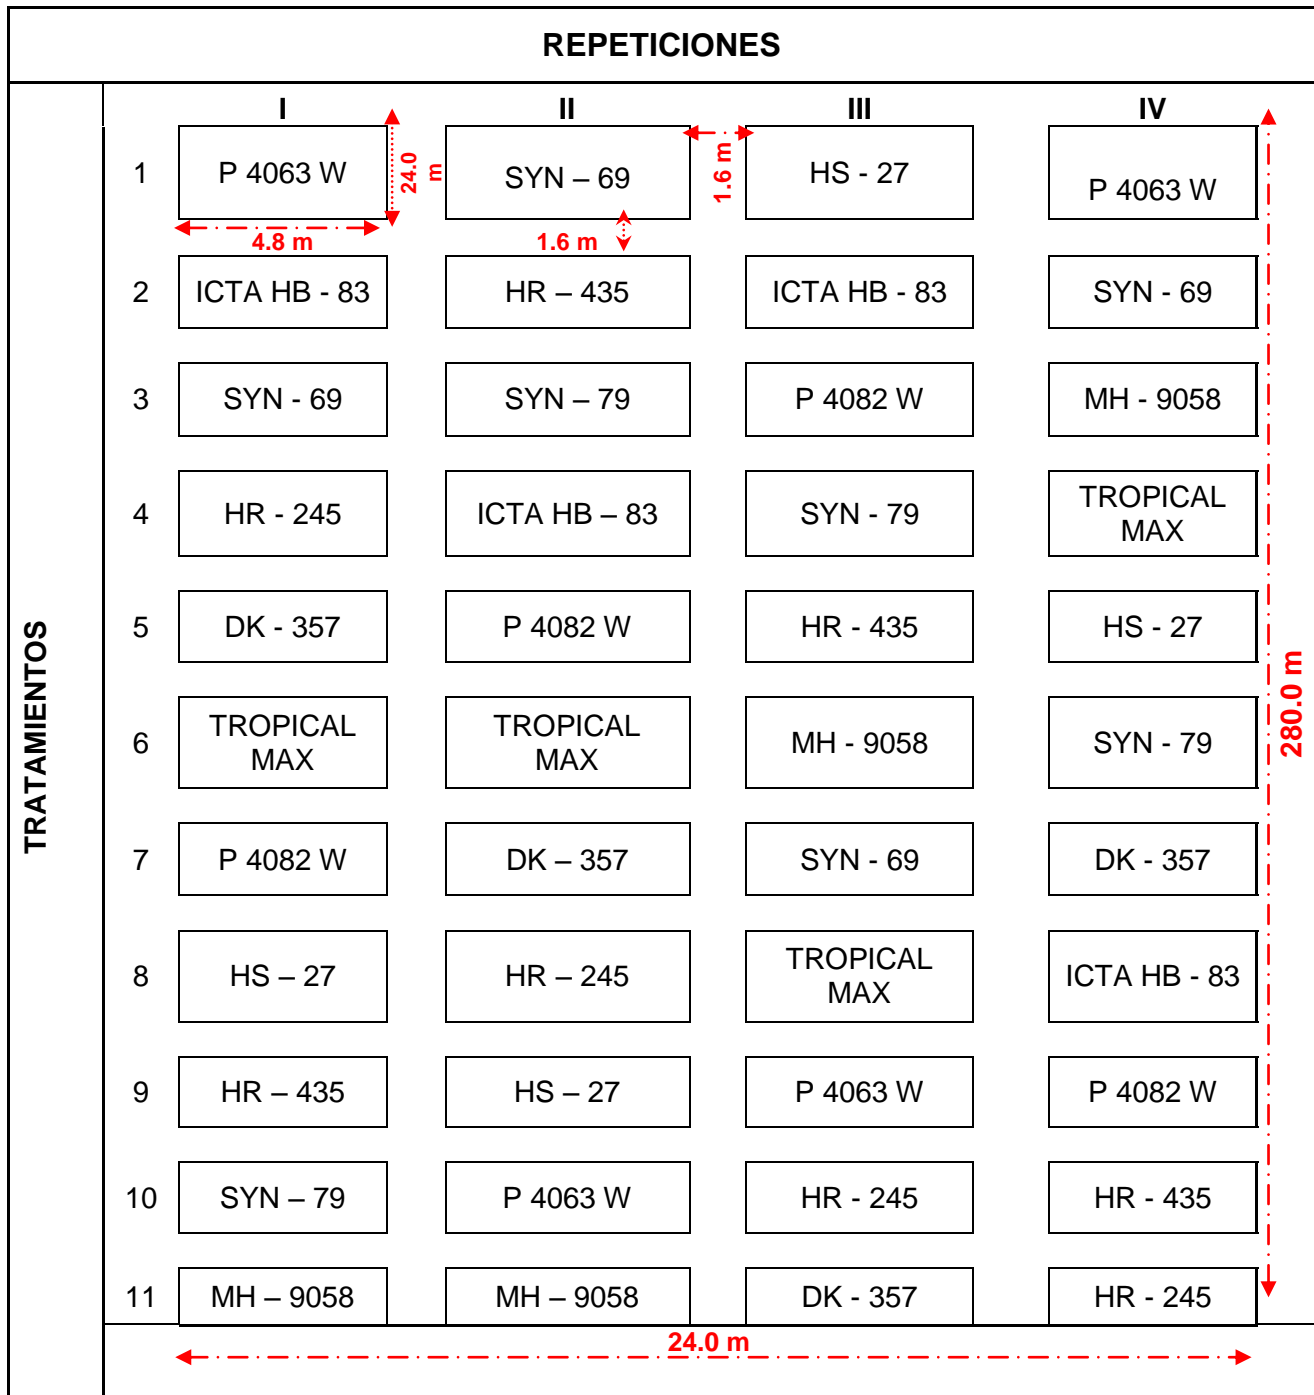 REPETICIONES
I II III IV
1 P 4063 W SYN – 69 HS - 27 P 4063 W
24.0 m
1.6 m
4.8 m 1.6 m
2 ICTA HB - 83 HR – 435 ICTA HB - 83 SYN - 69
3 SYN - 69 SYN – 79 P 4082 W MH - 9058
4 HR - 245 ICTA HB – 83 SYN - 79 TROPICAL MAX
5 DK - 357 P 4082 W HR - 435 HS - 27
6 TROPICAL MAX TROPICAL MAX MH - 9058 SYN - 79
7 P 4082 W DK – 357 SYN - 69 DK - 357
8 HS – 27 HR – 245 TROPICAL MAX ICTA HB - 83
9 HR – 435 HS – 27 P 4063 W P 4082 W
10 SYN – 79 P 4063 W HR - 245 HR - 435
11 MH – 9058 MH – 9058 DK - 357 HR - 245
24.0 m
TRATAMIENTOS
280.0 m